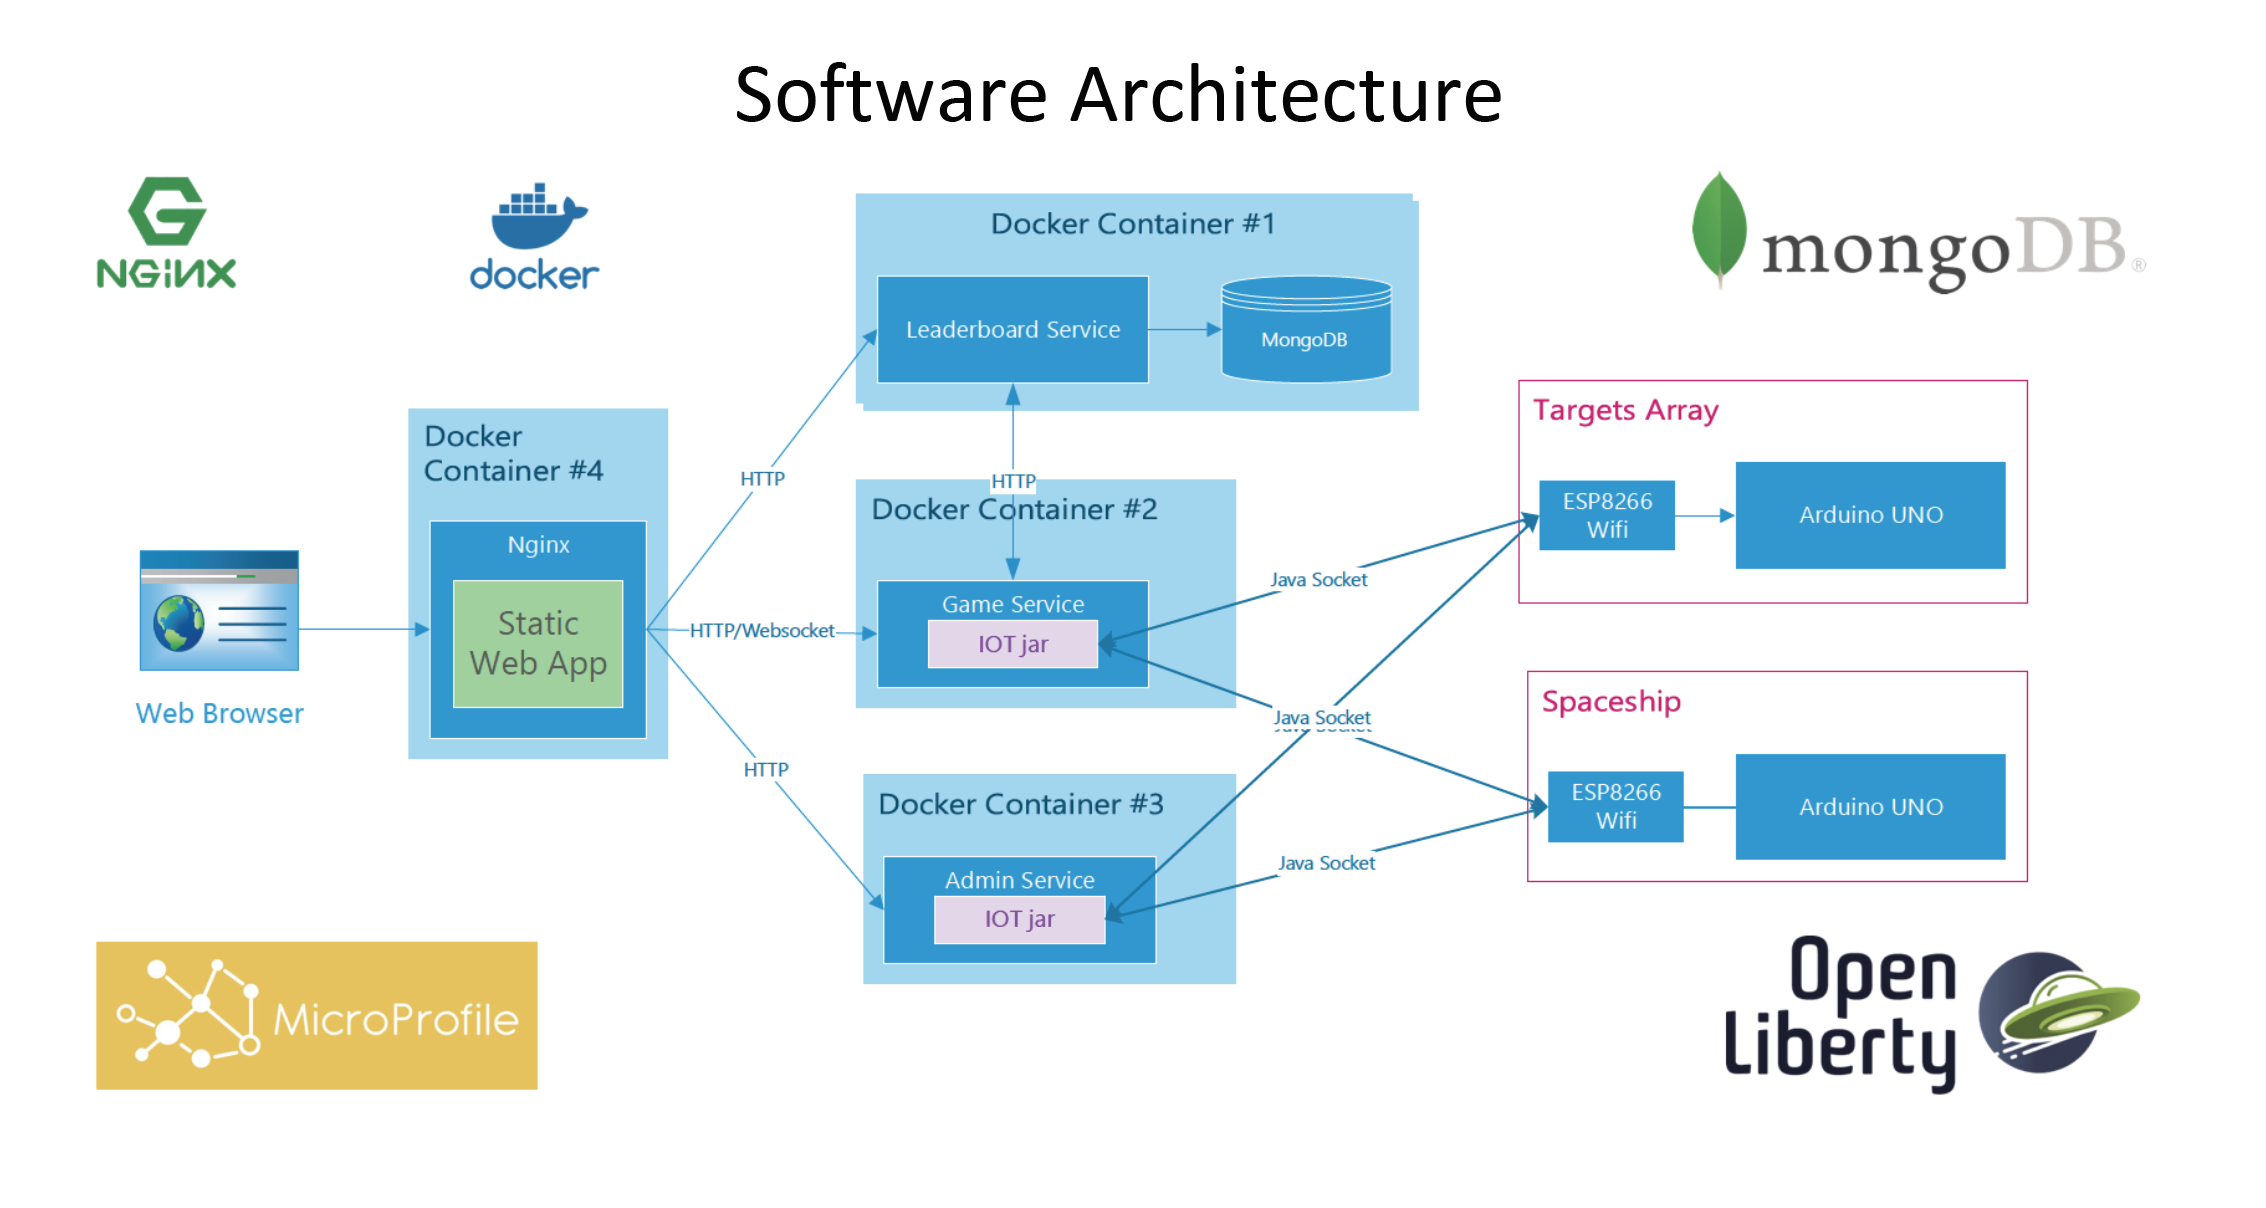 Software Architecture
NGiNX
docker
Docker Container #1
Leaderboard Service
MongoDB
mongoDB®
Docker
Container #4
Nginx
Static
Web App
Web Browser
HTTP
HTTP/Websocket
HTTP
HTTP
Docker Container #2
Game Service
IOT jar
Docker Container #3
Admin Service
IOT jar
Java Socket
Java Socket
Java Socket
Java Socket
Targets Array
ESP8266
Wifi
Arduino UNO
Spaceship
ESP8266
Wifi
Arduino UNO
MicroProfile
Open
Liberty